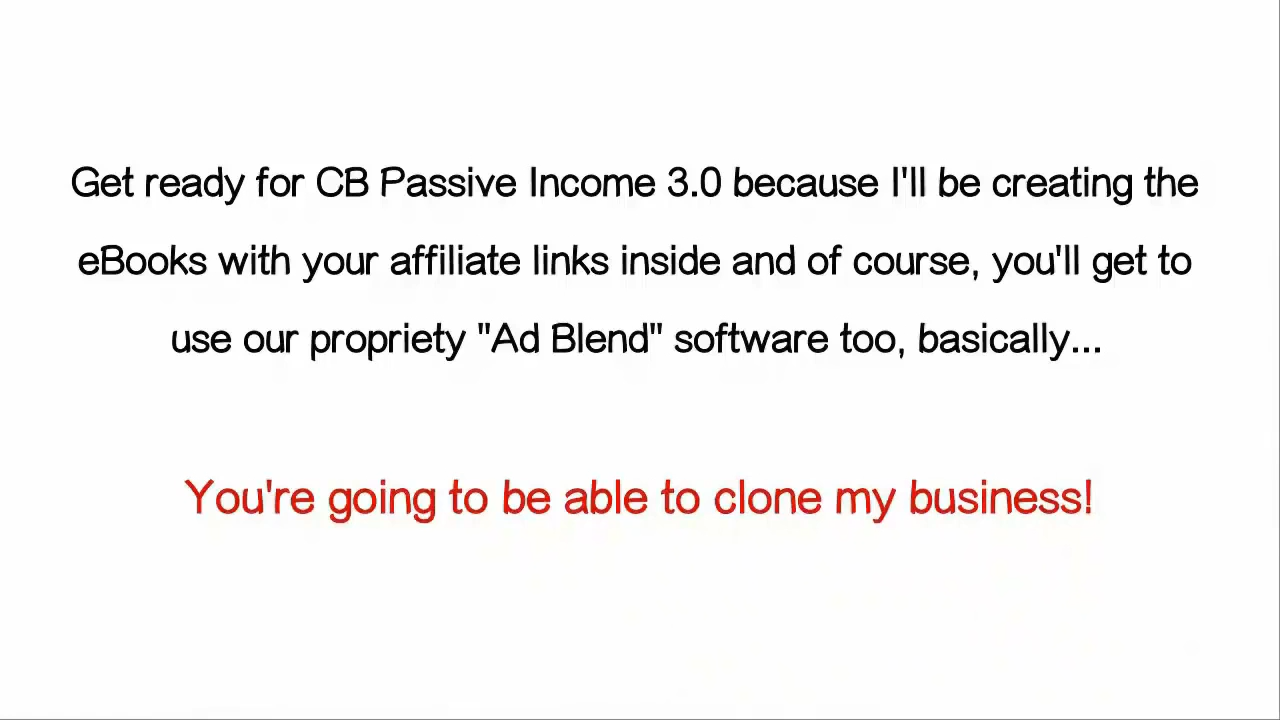 Get ready for CB Passive Income 3.0 because I'll be creating the
eBooks with your affiliate links inside and of course, you'll get to
use our propriety "Ad Blend" software too, basically...
You're going to be able to clone my business!